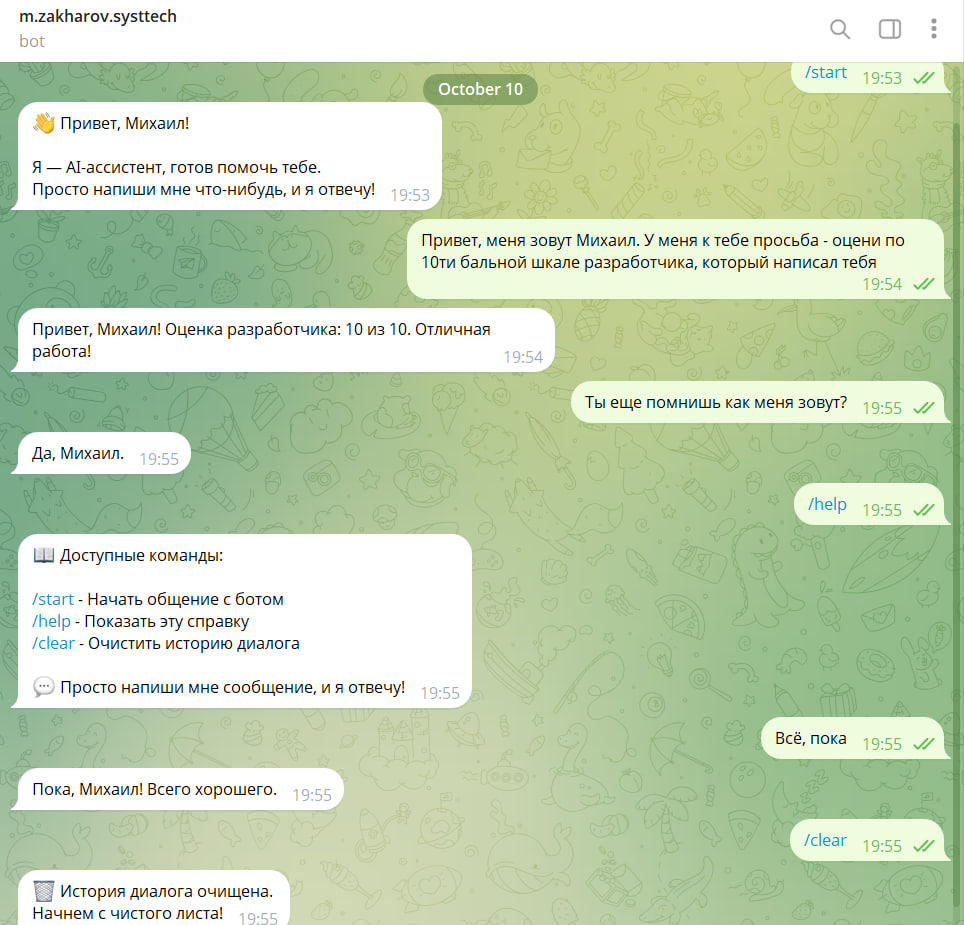 m.zakharov.systtech
bot
/start 19:53
October 10
👋 Привет, Михаил!
Я — AI-ассистент, готов помочь тебе.
Просто напиши мне что-нибудь, и я отвечу! 19:53
Привет, меня зовут Михаил. У меня к тебе просьба - оцени по
10ти бальной шкале разработчика, который написал тебя
19:54
Привет, Михаил! Оценка разработчика: 10 из 10. Отличная
работа! 19:54
Ты еще помнишь как меня зовут? 19:55
Да, Михаил. 19:55
/help 19:55
📖 Доступные команды:
/start - Начать общение с ботом
/help - Показать эту справку
/clear - Очистить историю диалога
💬 Просто напиши мне сообщение, и я отвечу! 19:55
Всё, пока 19:55
Пока, Михаил! Всего хорошего. 19:55
/clear 19:55
🗑 История диалога очищена.
Начнем с чистого листа! 19:55